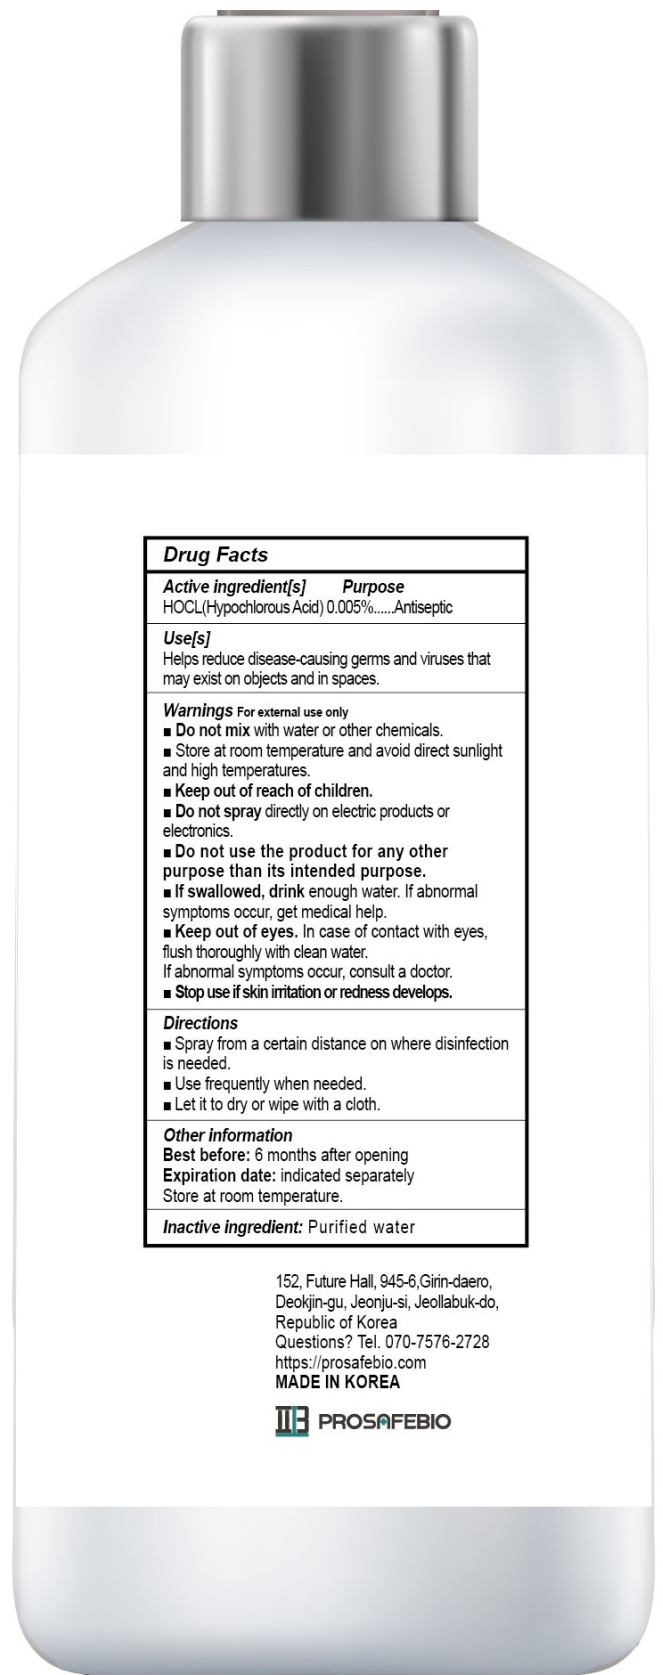 Drug Facts
Active ingredient[s] Purpose
HOCL(Hypochlorous Acid) 0.005%......Antiseptic
Use[s]
Helps reduce disease-causing germs and viruses that
may exist on objects and in spaces.
Warnings For external use only
■ Do not mix with water or other chemicals.
■ Store at room temperature and avoid direct sunlight
and high temperatures.
■ Keep out of reach of children.
■ Do not spray directly on electric products or
electronics.
■ Do not use the product for any other
purpose than its intended purpose.
■ If swallowed, drink enough water. If abnormal
symptoms occur, get medical help.
■ Keep out of eyes. In case of contact with eyes,
flush thoroughly with clean water.
If abnormal symptoms occur, consult a doctor.
■ Stop use if skin irritation or redness develops.
Directions
■ Spray from a certain distance on where disinfection
is needed.
■ Use frequently when needed.
■ Let it to dry or wipe with a cloth.
Other information
Best before: 6 months after opening
Expiration date: indicated separately
Store at room temperature.
Inactive ingredient: Purified water
152, Future Hall, 945-6,Girin-daero,
Deokjin-gu, Jeonju-si, Jeollabuk-do,
Republic of Korea
Questions? Tel. 070-7576-2728
https://prosafebio.com
MADE IN KOREA
PROSAFEBIO